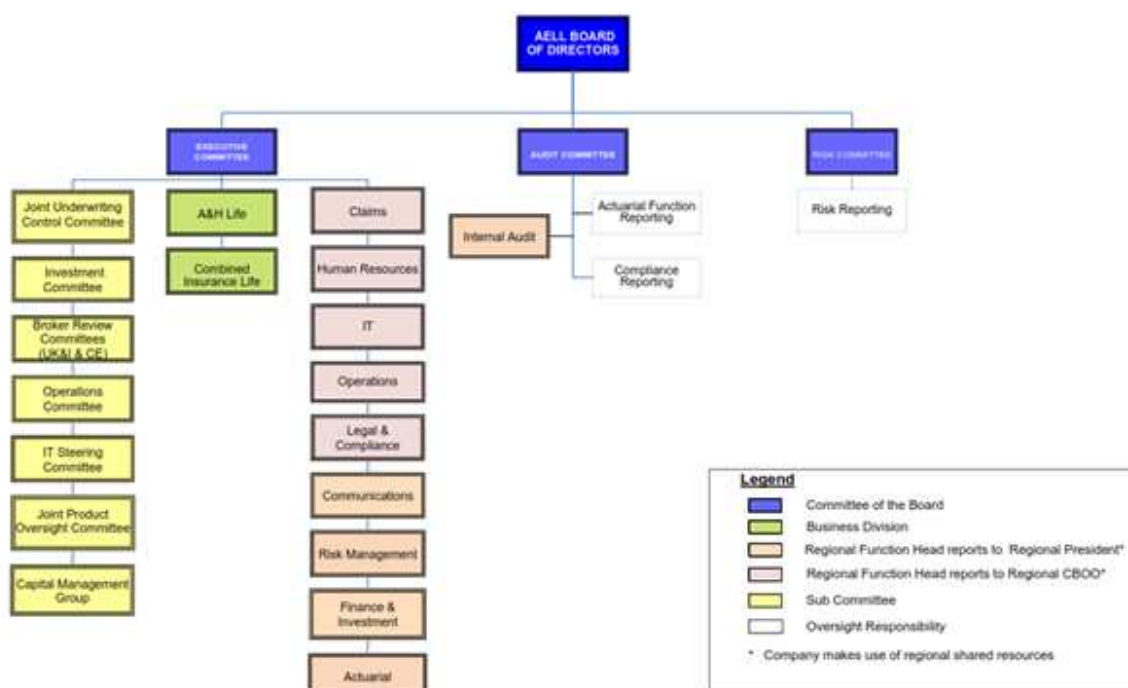 AELL BOARD
OF DIRECTORS
EXECUTIVE
COMMITTEE
AUDIT COMMITTEE
RISK COMMITTEE
Joint Underwriting
Control Committee
Investment
Committee
Broker Review
Committees
(UK&I & CE)
Operations
Committee
IT Steering
Committee
Joint Product
Oversight Committee
Capital Management
Group
A&H Life
Combined
Insurance Life
Claims
Human Resources
IT
Operations
Legal &
Compliance
Communications
Risk Management
Finance &
Investment
Actuarial
Internal Audit
Actuarial Function
Reporting
Compliance
Reporting
Risk Reporting
Legend
Committee of the Board
Business Division
Regional Function Head reports to Regional President*
Regional Function Head reports to Regional CBOO*
Sub Committee
Oversight Responsibility
* Company makes use of regional shared resources